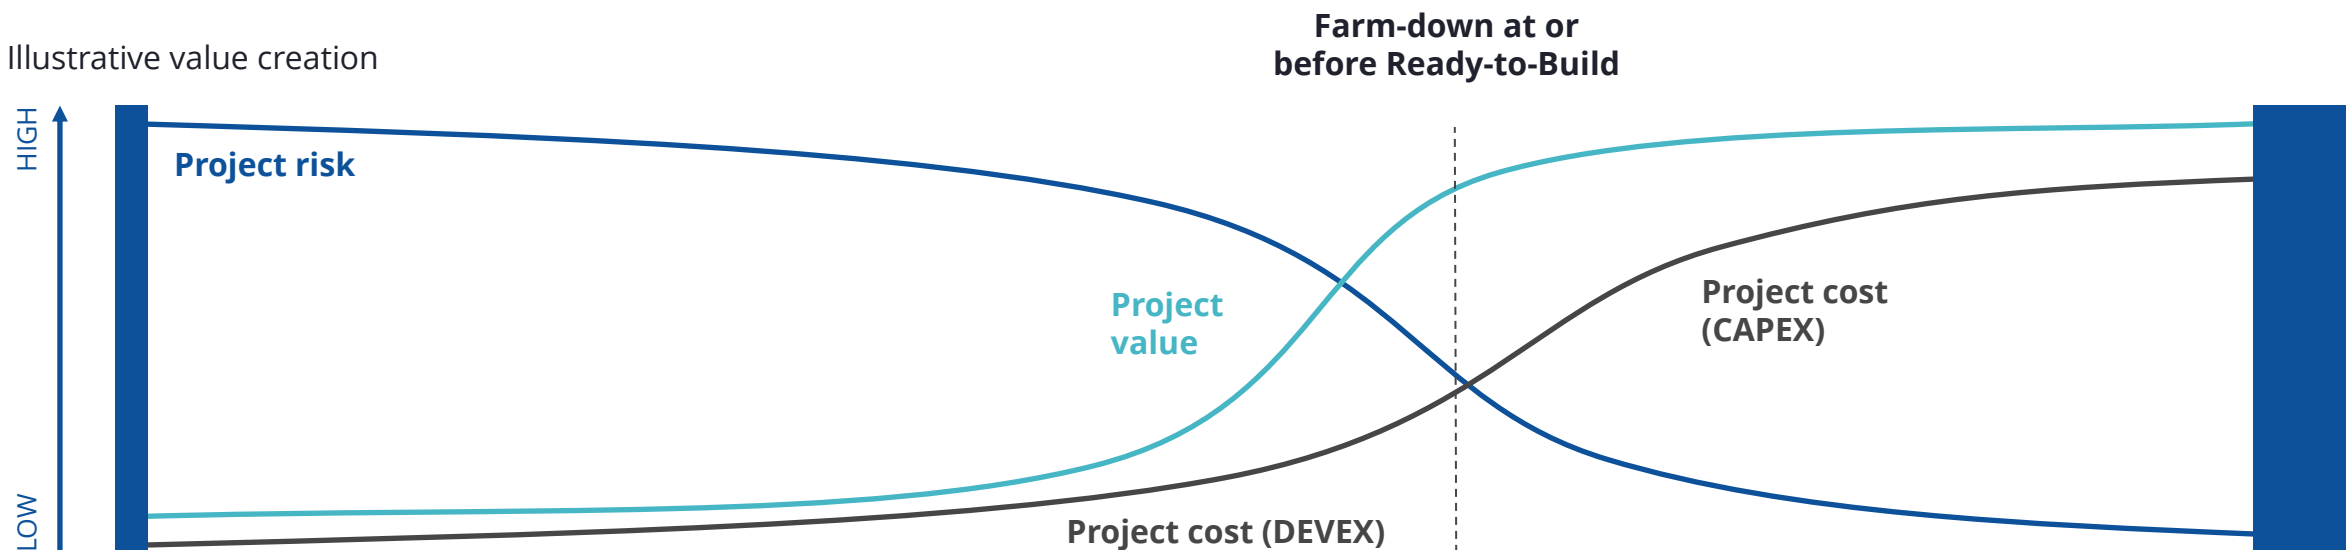 Farm-down at or
before Ready-to-Build
Illustrative value creation
HIGH
Project risk
Project
value
Project cost
(CAPEX)
LOW
Project cost (DEVEX)